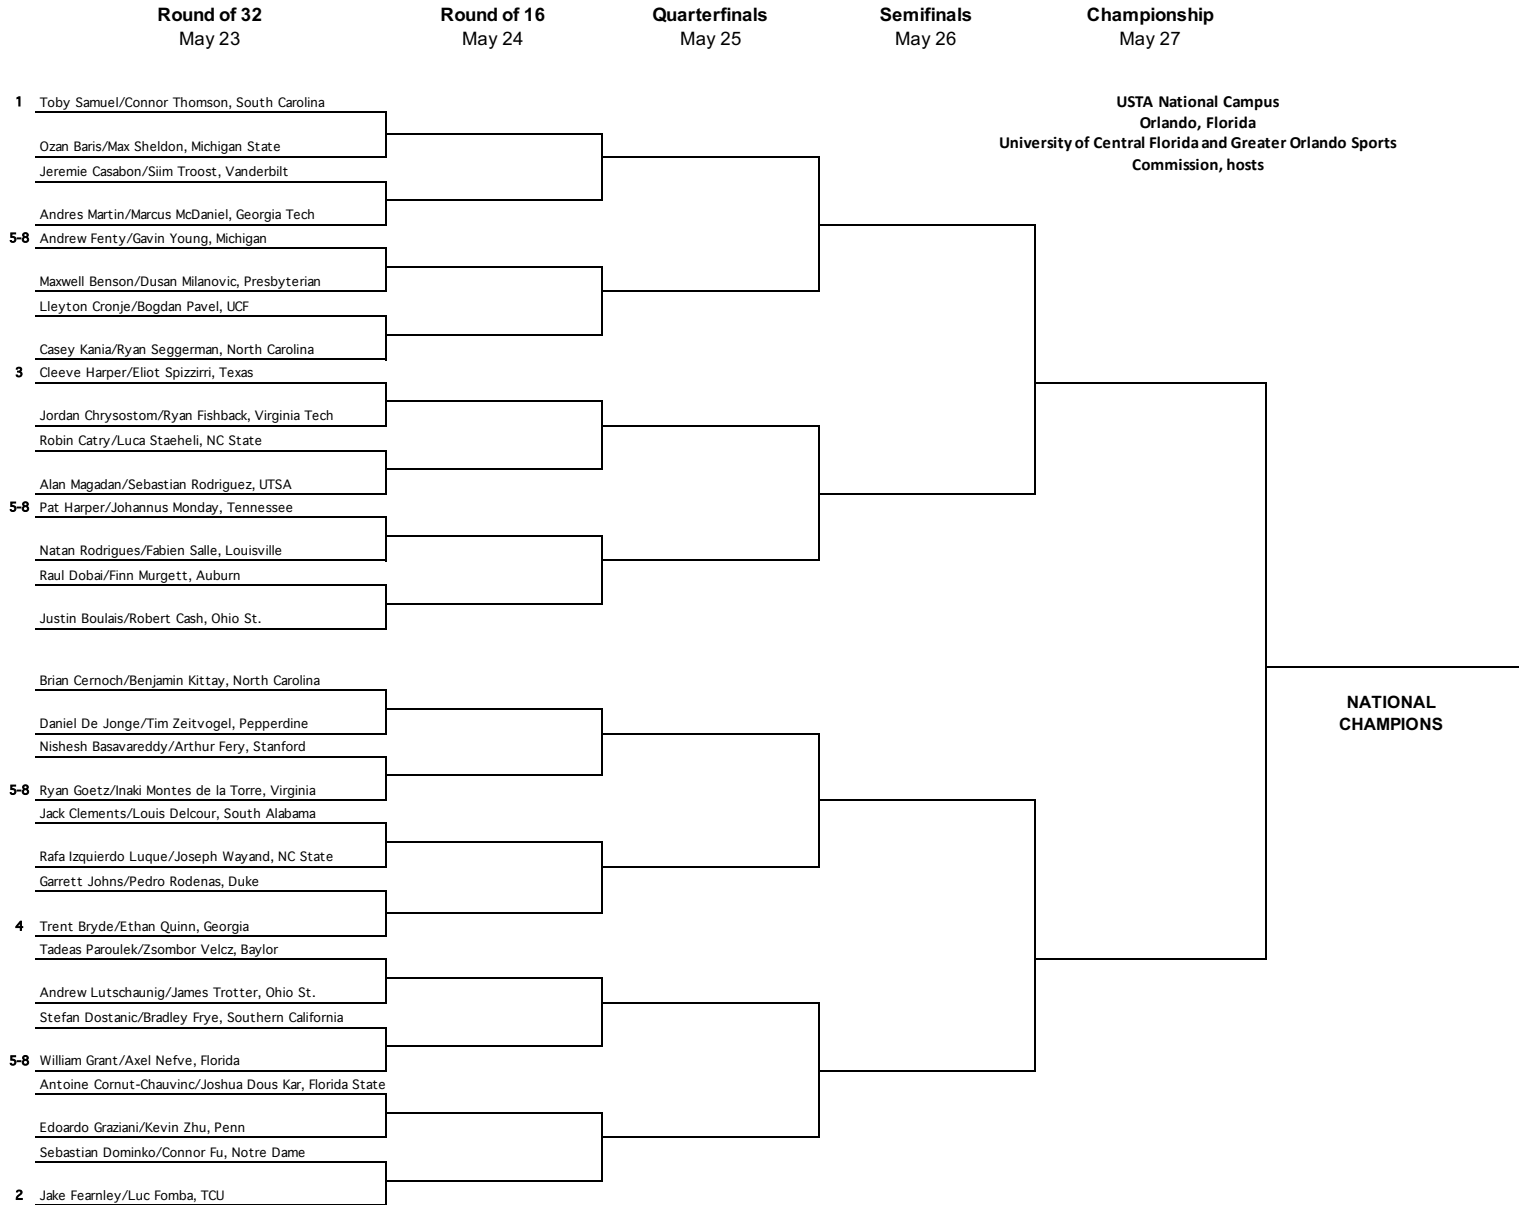 Round of 32 Round of 16 Quarterfinals Semifinals Championship
May 23 May 24 May 25 May 26 May 27
1 Toby Samuel/Connor Thomson, South Carolina
USTA National Campus
Orlando, Florida
University of Central Florida and Greater Orlando Sports
Commission, hosts
Ozan Baris/Max Sheldon, Michigan State
Jeremie Casabon/Siim Troost, Vanderbilt
Andres Martin/Marcus McDaniel, Georgia Tech
5-8 Andrew Fenty/Gavin Young, Michigan
Maxwell Benson/Dusan Milanovic, Presbyterian
Lleyton Cronje/Bogdan Pavel, UCF
Casey Kania/Ryan Seggerman, North Carolina
3 Cleeve Harper/Eliot Spizzirri, Texas
Jordan Chrysostom/Ryan Fishback, Virginia Tech
Robin Catry/Luca Staeheli, NC State
Alan Magadan/Sebastian Rodriguez, UTSA
5-8 Pat Harper/Johannus Monday, Tennessee
Natan Rodrigues/Fabien Salle, Louisville
Raul Dobai/Finn Murgett, Auburn
Justin Boulais/Robert Cash, Ohio St.
Brian Cernoch/Benjamin Kittay, North Carolina
Daniel De Jonge/Tim Zeitvogel, Pepperdine
Nishesh Basavareddy/Arthur Fery, Stanford
5-8 Ryan Goetz/Inaki Montes de la Torre, Virginia
Jack Clements/Louis Delcour, South Alabama
Rafa Izquierdo Luque/Joseph Wayand, NC State
Garrett Johns/Pedro Rodenas, Duke
4 Trent Bryde/Ethan Quinn, Georgia
Tadeas Paroulek/Zsombor Velcz, Baylor
Andrew Lutschaunig/James Trotter, Ohio St.
Stefan Dostanic/Bradley Frye, Southern California
5-8 William Grant/Axel Nefve, Florida
Antoine Cornut-Chauvinc/Joshua Dous Kar, Florida State
Edoardo Graziani/Kevin Zhu, Penn
Sebastian Dominko/Connor Fu, Notre Dame
2 Jake Fearnley/Luc Fomba, TCU
NATIONAL
CHAMPIONS